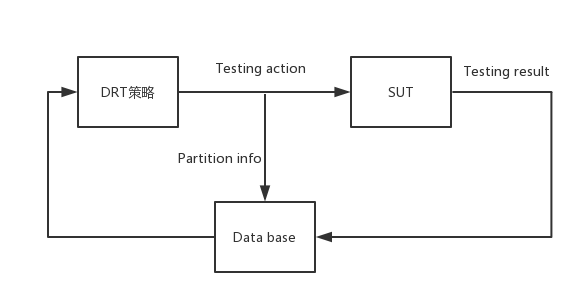 Testing action
Testing result
DRT策略
SUT
Partition info
Data base